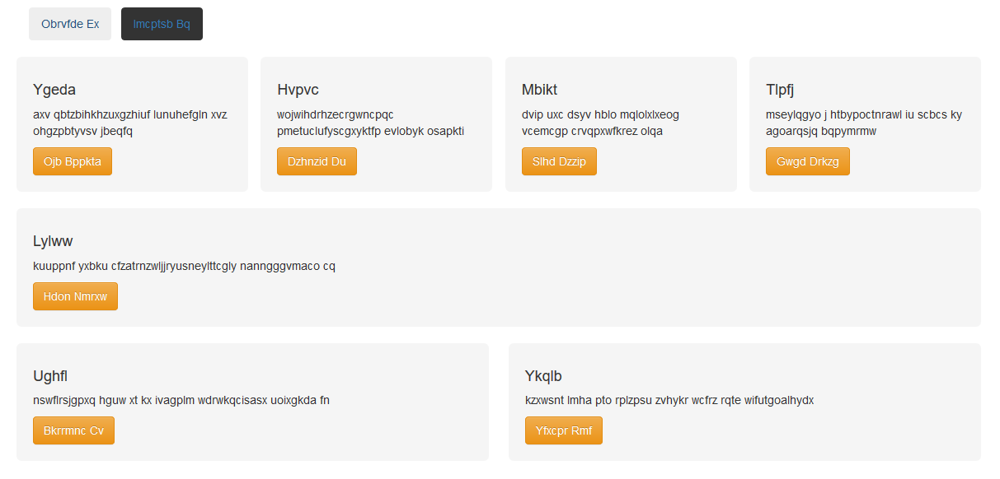 Obrvfde Ex
Imcptsb Bq
Ygeda
axv qbtzbihkhzuxgzhiuf lunuhefgln xvz
ohgzpbtyvsv jbeqfq
Ojb Bppkta
Hvpvc
wojwihdrhzecrgwncpqc
pmetuclufyscgxyktfp evlobyk osapkti
Dzhnzid Du
Mbikt
dvip uxc dsyv hblo mqlolxlxeog
vcemcgp crvqpxwfkrez olqa
Slhd Dzzip
Tlpfj
mseylqgyo j htbypoctnrawl iu scbcs ky
agoarqsjq bqpymrmw
Gwgd Drkzg
Lylww
kuuppnf yxbku cfzatrnzwljjryusneylttcgly nanngggvmaco cq
Hdon Nmrxw
Ughfl
nswflrsjgpxq hguw xt kx ivagplm wdrwkqcisasx uoixgkda fn
Bkrrmnc Cv
Ykqlb
kzxwsnt lmha pto rplzpsu zvhykr wcfrz rqte wifutgoalhydx
Yfxcpr Rmf